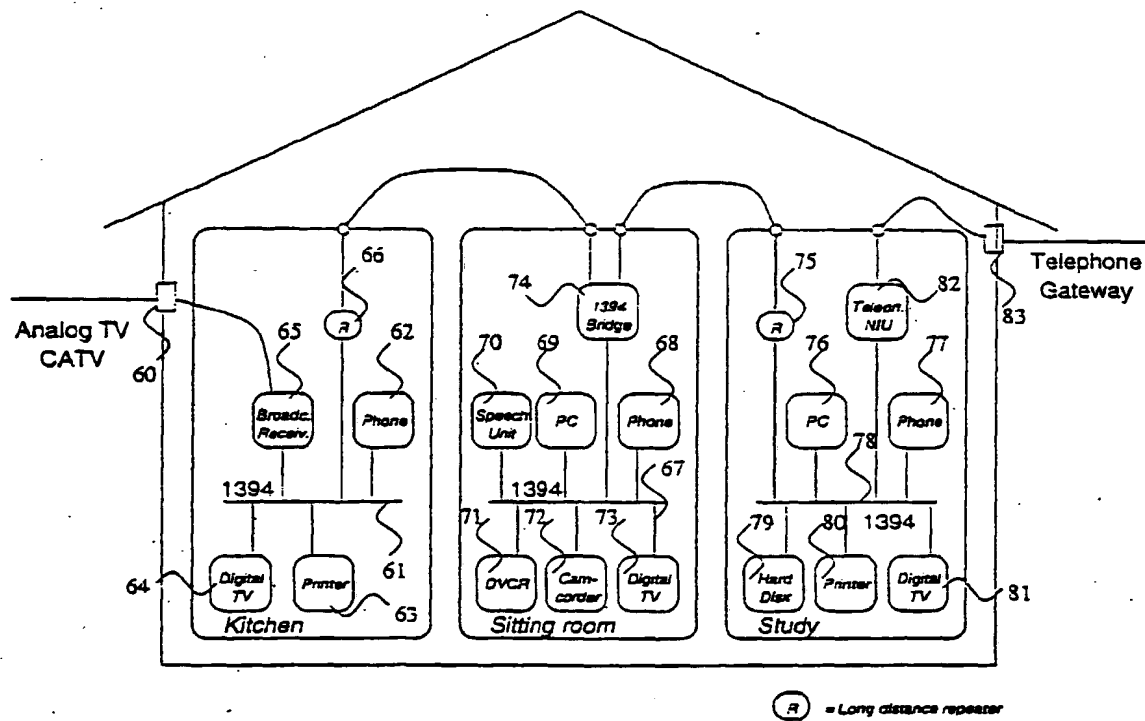 66
75
82
Telephone
Gateway
83
74
1394
Bridge
R
R
Telecom.
NIU
Analog TV
CATV
60
65
62
70
69
68
76
77
Broadc.
Receiv.
Phone
Speech
Unit
PC
Phone
PC
Phone
1394
61
1394
67
78
1394
71
72
73
79
80
64
Digital
TV
Printer
63
DVCR
Cam-
corder
Digital
TV
Hard
Disk
Printer
Digital
TV
81
Kitchen
Sitting room
Study
R = Long distance repeater